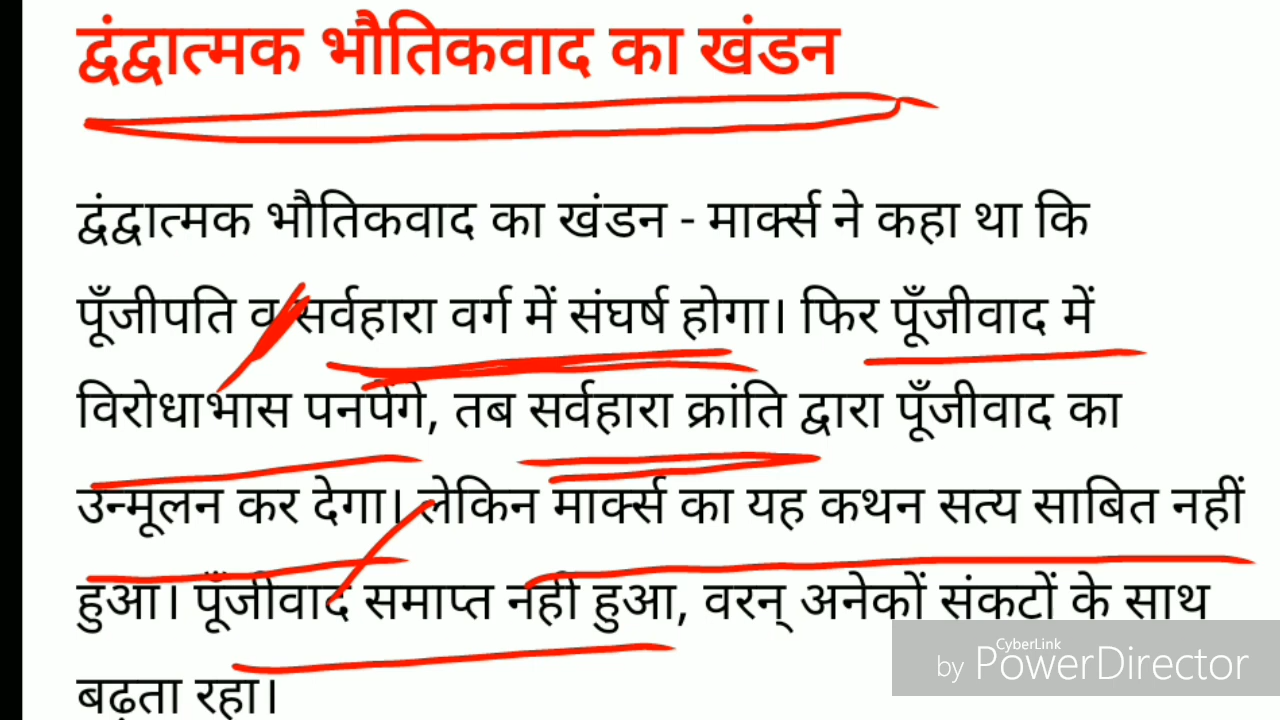 द्वंद्वात्मक भौतिकवाद का खंडन
द्वंद्वात्मक भौतिकवाद का खंडन - मार्क्स ने कहा था कि
पूँजीपति व सर्वहारा वर्ग में संघर्ष होगा। फिर पूँजीवाद में
विरोधाभास पनपेंगे, तब सर्वहारा क्रांति द्वारा पूँजीवाद का
उन्मूलन कर देगा। लेकिन मार्क्स का यह कथन सत्य साबित नहीं
हुआ। पूँजीवाद समाप्त नही हुआ, वरन् अनेकों संकटों के साथ
बढ़ता रहा।
CyberLink
by PowerDirector